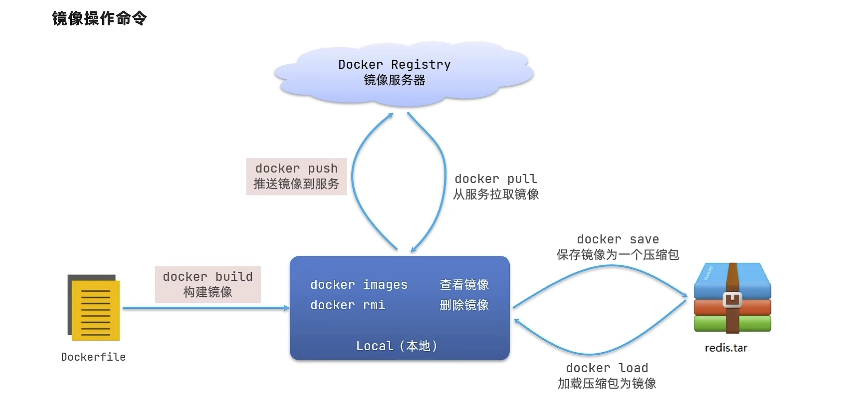 镜像操作命令
Docker Registry
镜像服务器
docker push
推送镜像到服务
docker pull
从服务拉取镜像
docker save
保存镜像为一个压缩包
docker build
构建镜像
docker images 查看镜像
docker rmi 删除镜像
Local（本地）
Dockerfile
redis.tar
docker load
加载压缩包为镜像